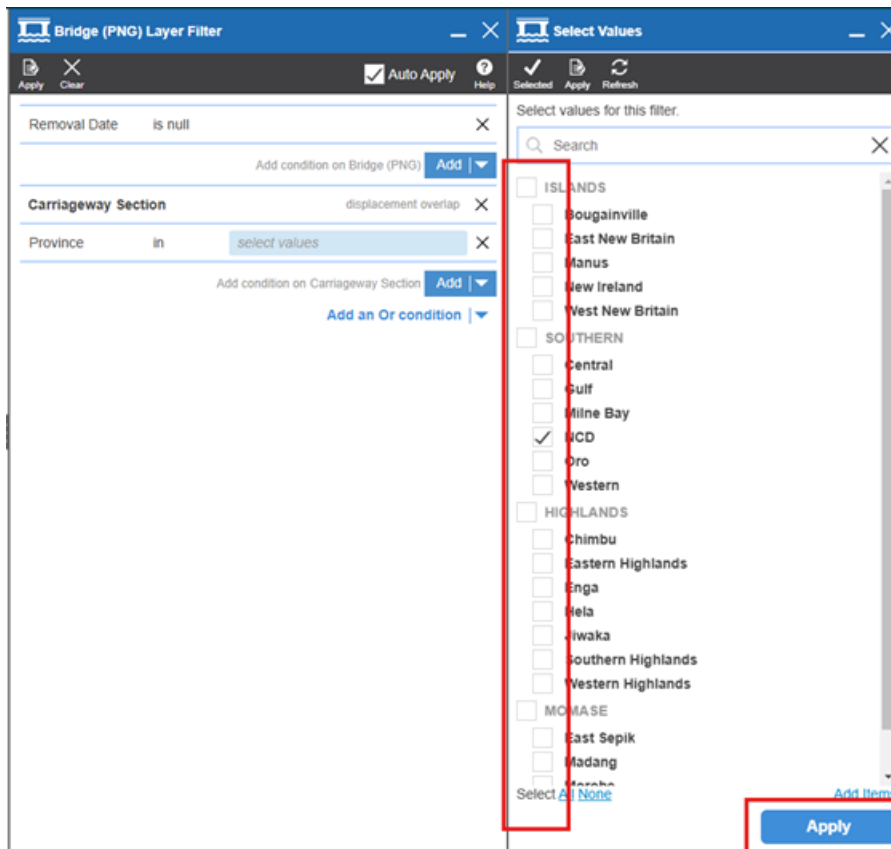 Bridge (PNG) Layer Filter
Apply
Clear
Auto Apply
Help
Removal Date is null
Add condition on Bridge (PNG) Add
Carriageway Section displacement overlap
Province in select values
Add condition on Carriageway Section Add
Add an Or condition
Select Values
Selected Apply Refresh
Select values for this filter.
Search
ISLANDS
Bougainville
East New Britain
Manus
New Ireland
West New Britain
SOUTHERN
Central
Gulf
Milne Bay
NCD
Oro
Western
HIGHLANDS
Chimbu
Eastern Highlands
Enga
Hela
Jiwaka
Southern Highlands
Western Highlands
MOMASE
East Sepik
Madang
Morobe
Select All None Add Items
Apply